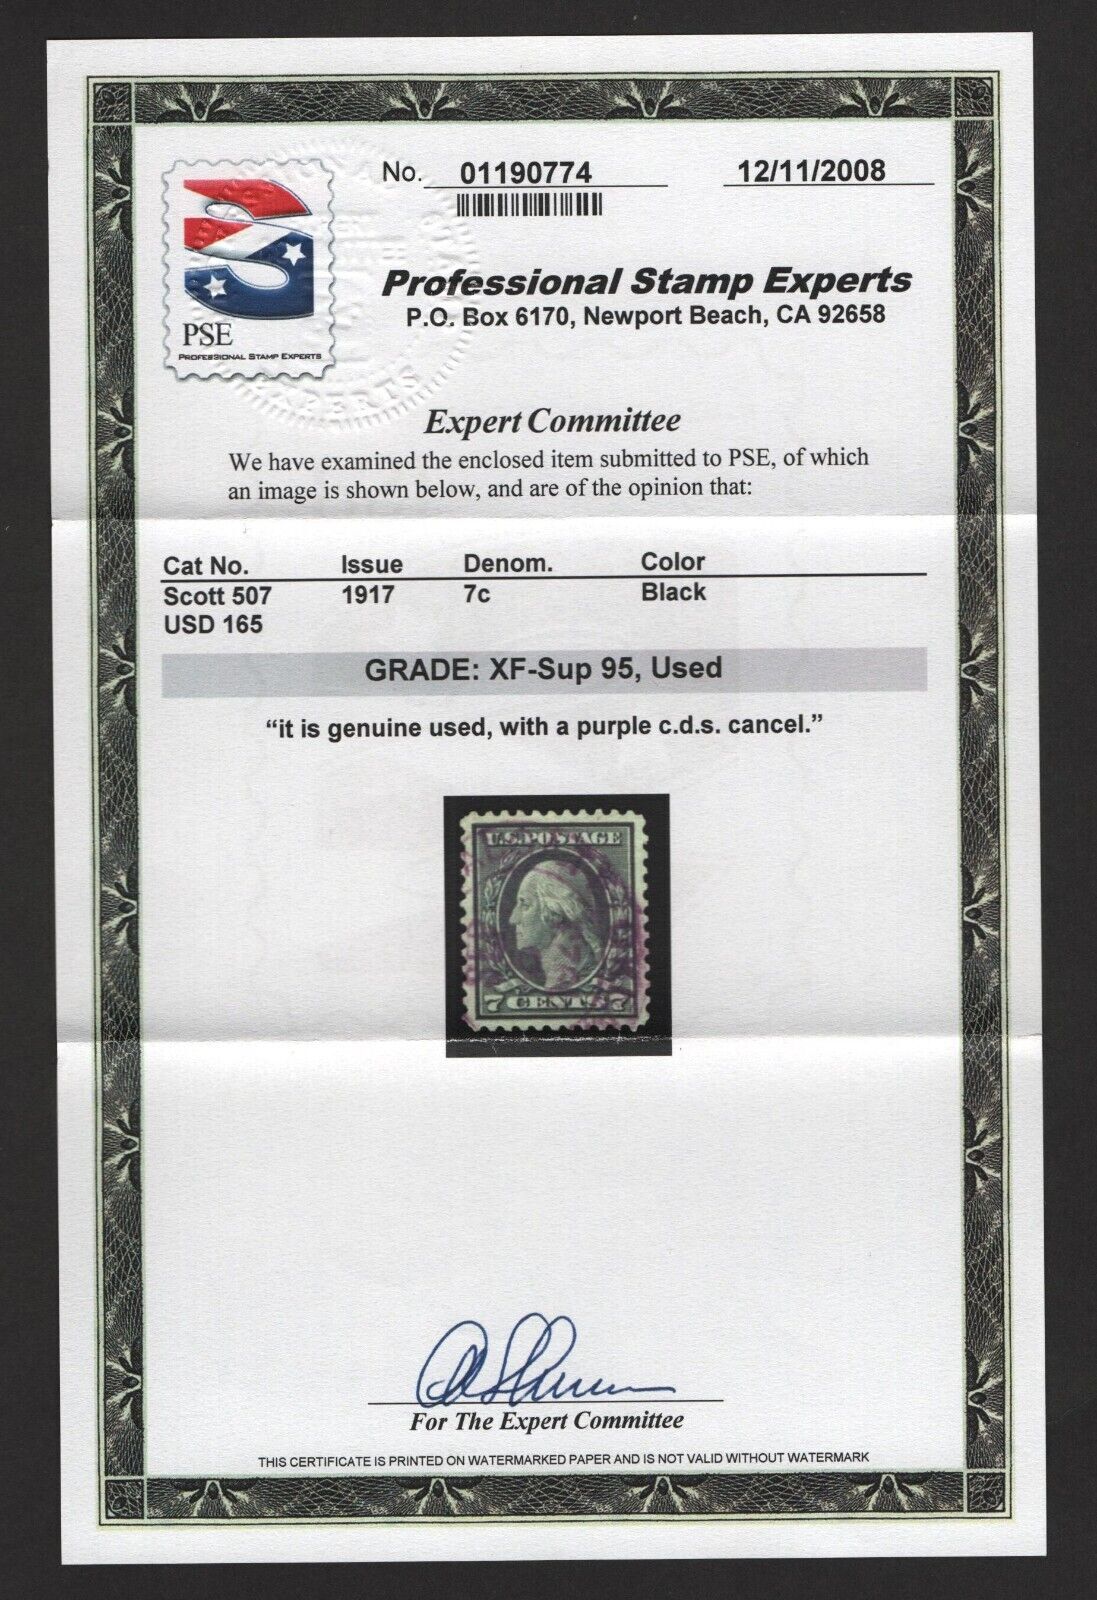 No. 01190774 12/11/2008
Professional Stamp Experts
P.O. Box 6170, Newport Beach, CA 92658
PSE
PROFESSIONAL STAMP EXPERTS
EXPERTS
Expert Committee
We have examined the enclosed item submitted to PSE, of which
an image is shown below, and are of the opinion that:
Cat No. Issue Denom. Color
Scott 507 1917 7c Black
USD 165
GRADE: XF-Sup 95, Used
“it is genuine used, with a purple c.d.s. cancel.”
U.S. POSTAGE
7 CENTS 7
For The Expert Committee
THIS CERTIFICATE IS PRINTED ON WATERMARKED PAPER AND IS NOT VALID WITHOUT WATERMARK